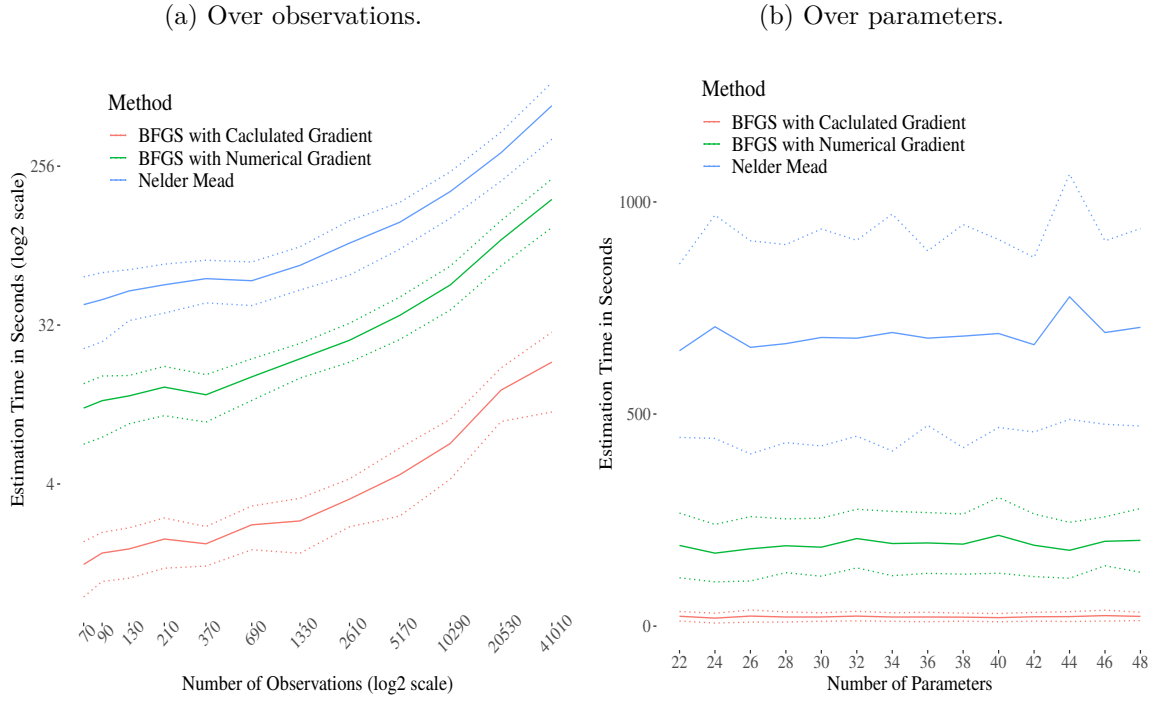 (a) Over observations.
Method
BFGS with Caclulated Gradient
BFGS with Numerical Gradient
Nelder Mead
Estimation Time in Seconds (log2 scale)
256
32
4
70
90
130
210
370
690
1330
2610
5170
10290
20530
41010
Number of Observations (log2 scale)
(b) Over parameters.
Method
BFGS with Caclulated Gradient
BFGS with Numerical Gradient
Nelder Mead
Estimation Time in Seconds
1000
500
0
22 24 26 28 30 32 34 36 38 40 42 44 46 48
Number of Parameters